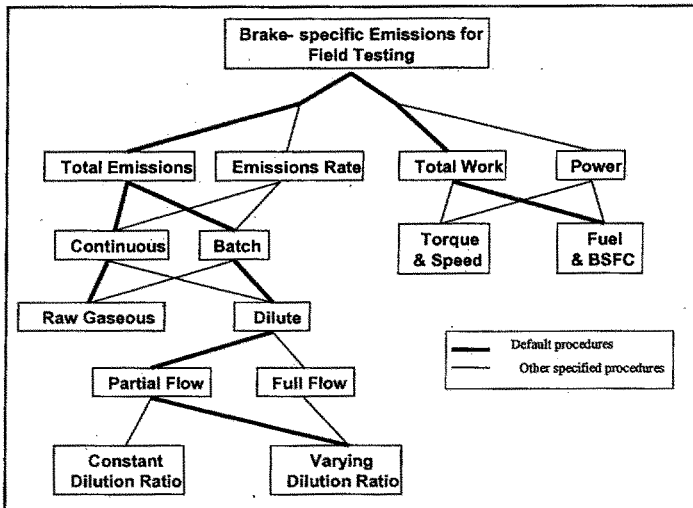 Brake- specific Emissions for
Field Testing
Total Emissions
Emissions Rate
Total Work
Power
Continuous
Batch
Torque
& Speed
Fuel
& BSFC
Raw Gaseous
Dilute
Default procedures
Other specified procedures
Partial Flow
Full Flow
Constant
Dilution Ratio
Varying
Dilution Ratio